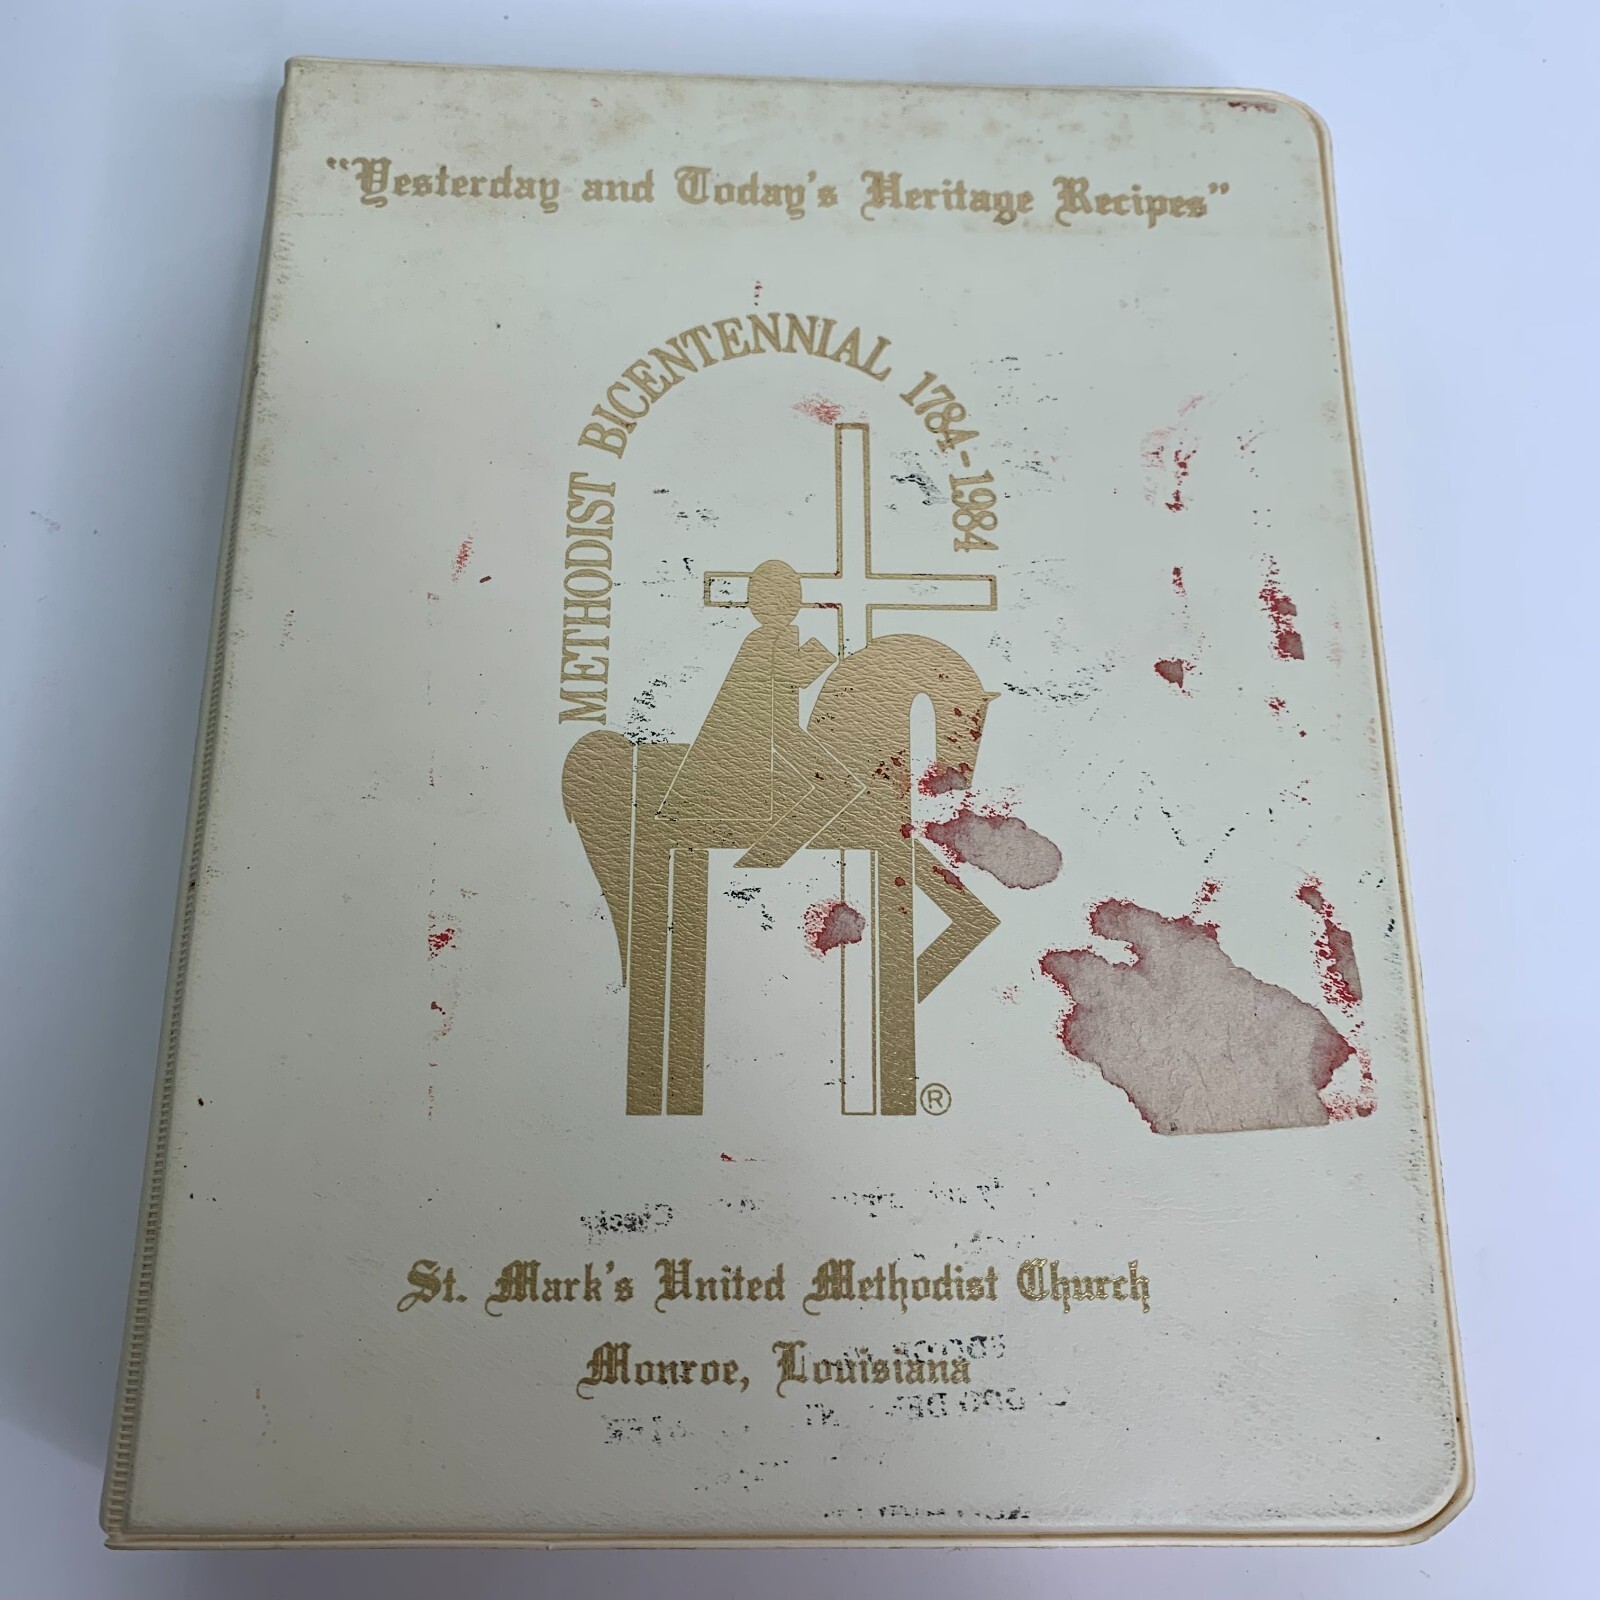 "Yesterday and Today's Heritage Recipes"
METHODIST BICENTENNIAL 1784-1984
®
St. Mark's United Methodist Church
Monroe, Louisiana